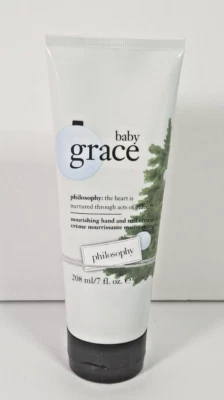 baby
grace
philosophy: the heart is
nurtured through acts of
nourishing hand and
crème nourrissante
philosophy
208 ml/7 fl. oz. e